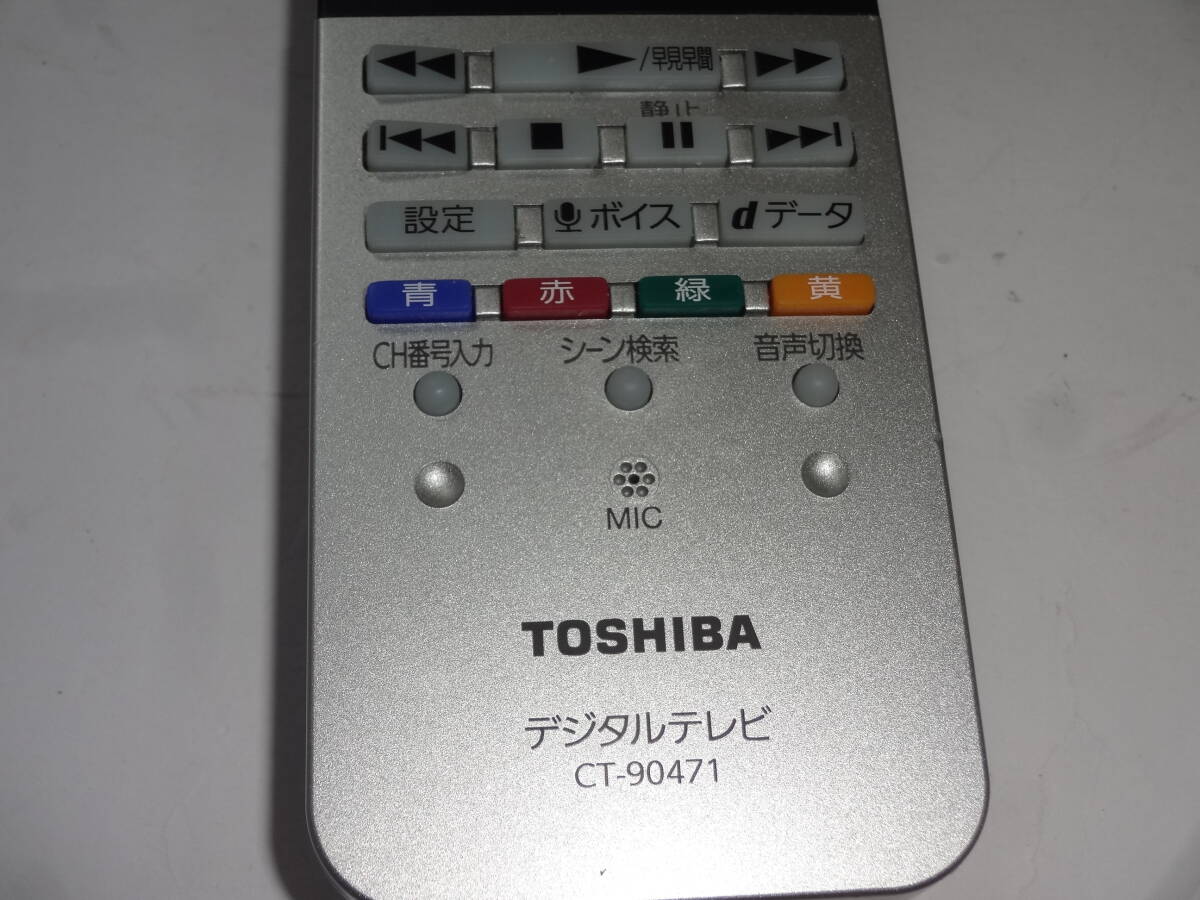 /早見早聞
静止
設定 ボイス dデータ
青 赤 緑 黄
CH番号入力 シーン検索 音声切換
MIC
TOSHIBA
デジタルテレビ
CT-90471